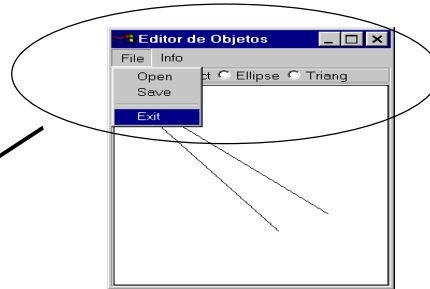 Editor de Objetos
File Info
Open
ct Ellipse Triang
Save
Exit